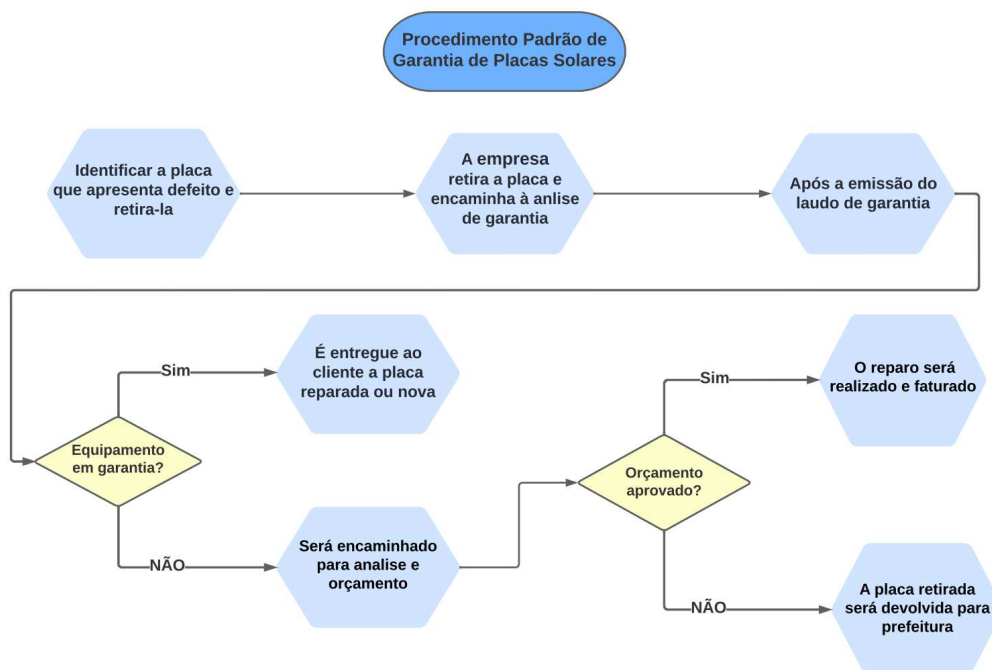 Procedimento Padrão de
Garantia de Placas Solares
Identificar a placa
que apresenta defeito e
retira-la
A empresa
retira a placa e
encaminha à anlise
de garantia
Após a emissão do
laudo de garantia
Equipamento
em garantia?
Sim
É entregue ao
cliente a placa
reparada ou nova
NÃO
Será encaminhado
para analise e
orçamento
Orçamento
aprovado?
Sim
O reparo será
realizado e faturado
NÃO
A placa retirada
será devolvida para
prefeitura